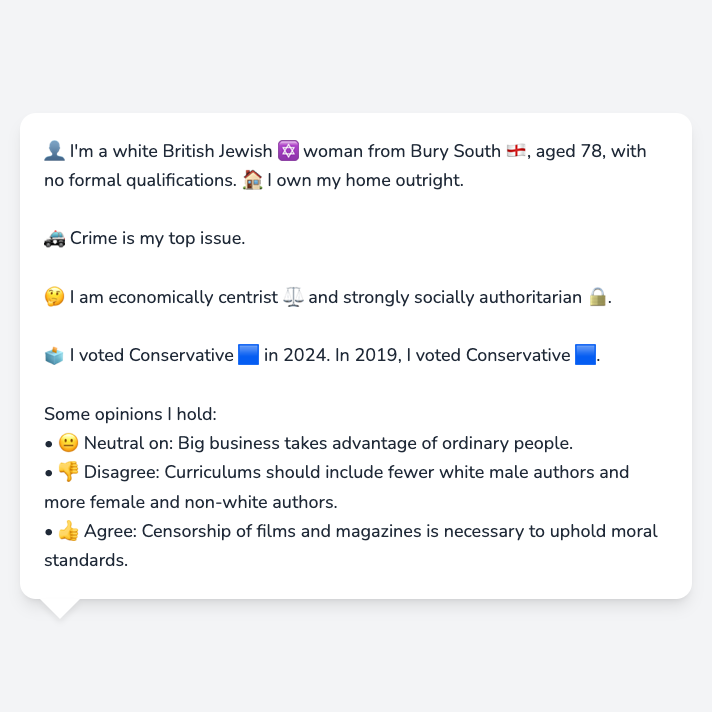 👤 I'm a white British Jewish ✡️ woman from Bury South 🏴󠁧󠁢󠁥󠁮󠁧󠁿, aged 78, with
no formal qualifications. 🏠 I own my home outright.
🚓 Crime is my top issue.
🤔 I am economically centrist ⚖️ and strongly socially authoritarian 🔒.
🗳️ I voted Conservative 🟦 in 2024. In 2019, I voted Conservative 🟦.
Some opinions I hold:
• 😐 Neutral on: Big business takes advantage of ordinary people.
• 👎 Disagree: Curriculums should include fewer white male authors and
more female and non-white authors.
• 👍 Agree: Censorship of films and magazines is necessary to uphold moral
standards.